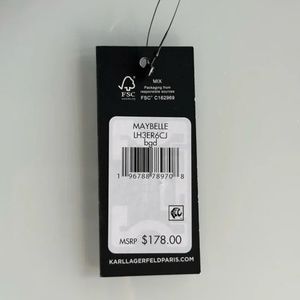 MIX
Packaging from
responsible sources
FSC
FSC® C162969
MAYBELLE
LH3ER6CJ
bgd
1 96788 78970 8
MSRP $178.00
KARLLAGERFELDPARIS.COM